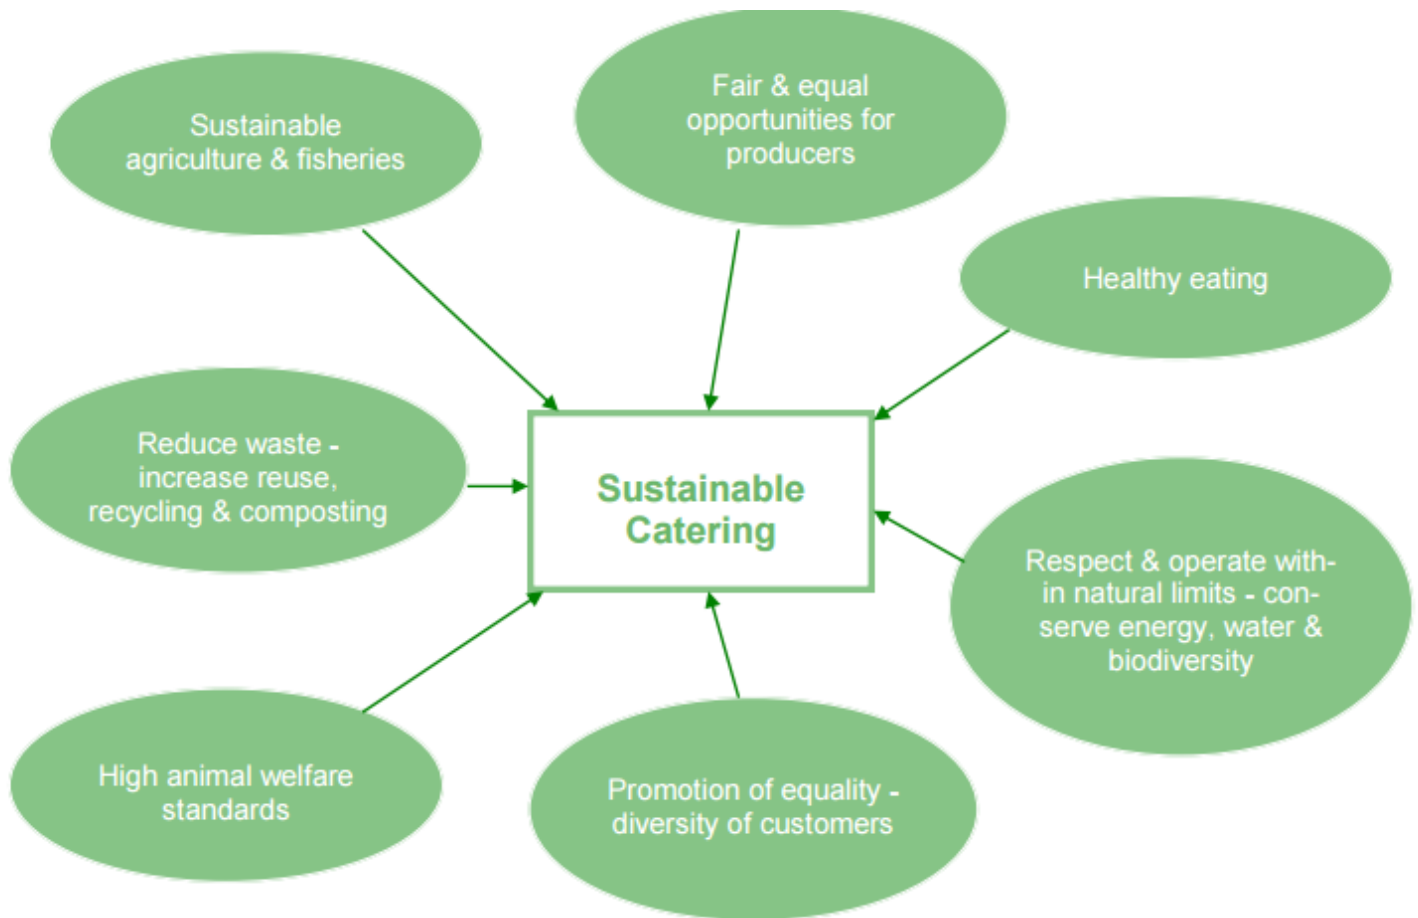 Sustainable
agriculture & fisheries
Fair & equal
opportunities for
producers
Healthy eating
Reduce waste -
increase reuse,
recycling & composting
Sustainable
Catering
Respect & operate with-
in natural limits - con-
serve energy, water &
biodiversity
High animal welfare
standards
Promotion of equality -
diversity of customers